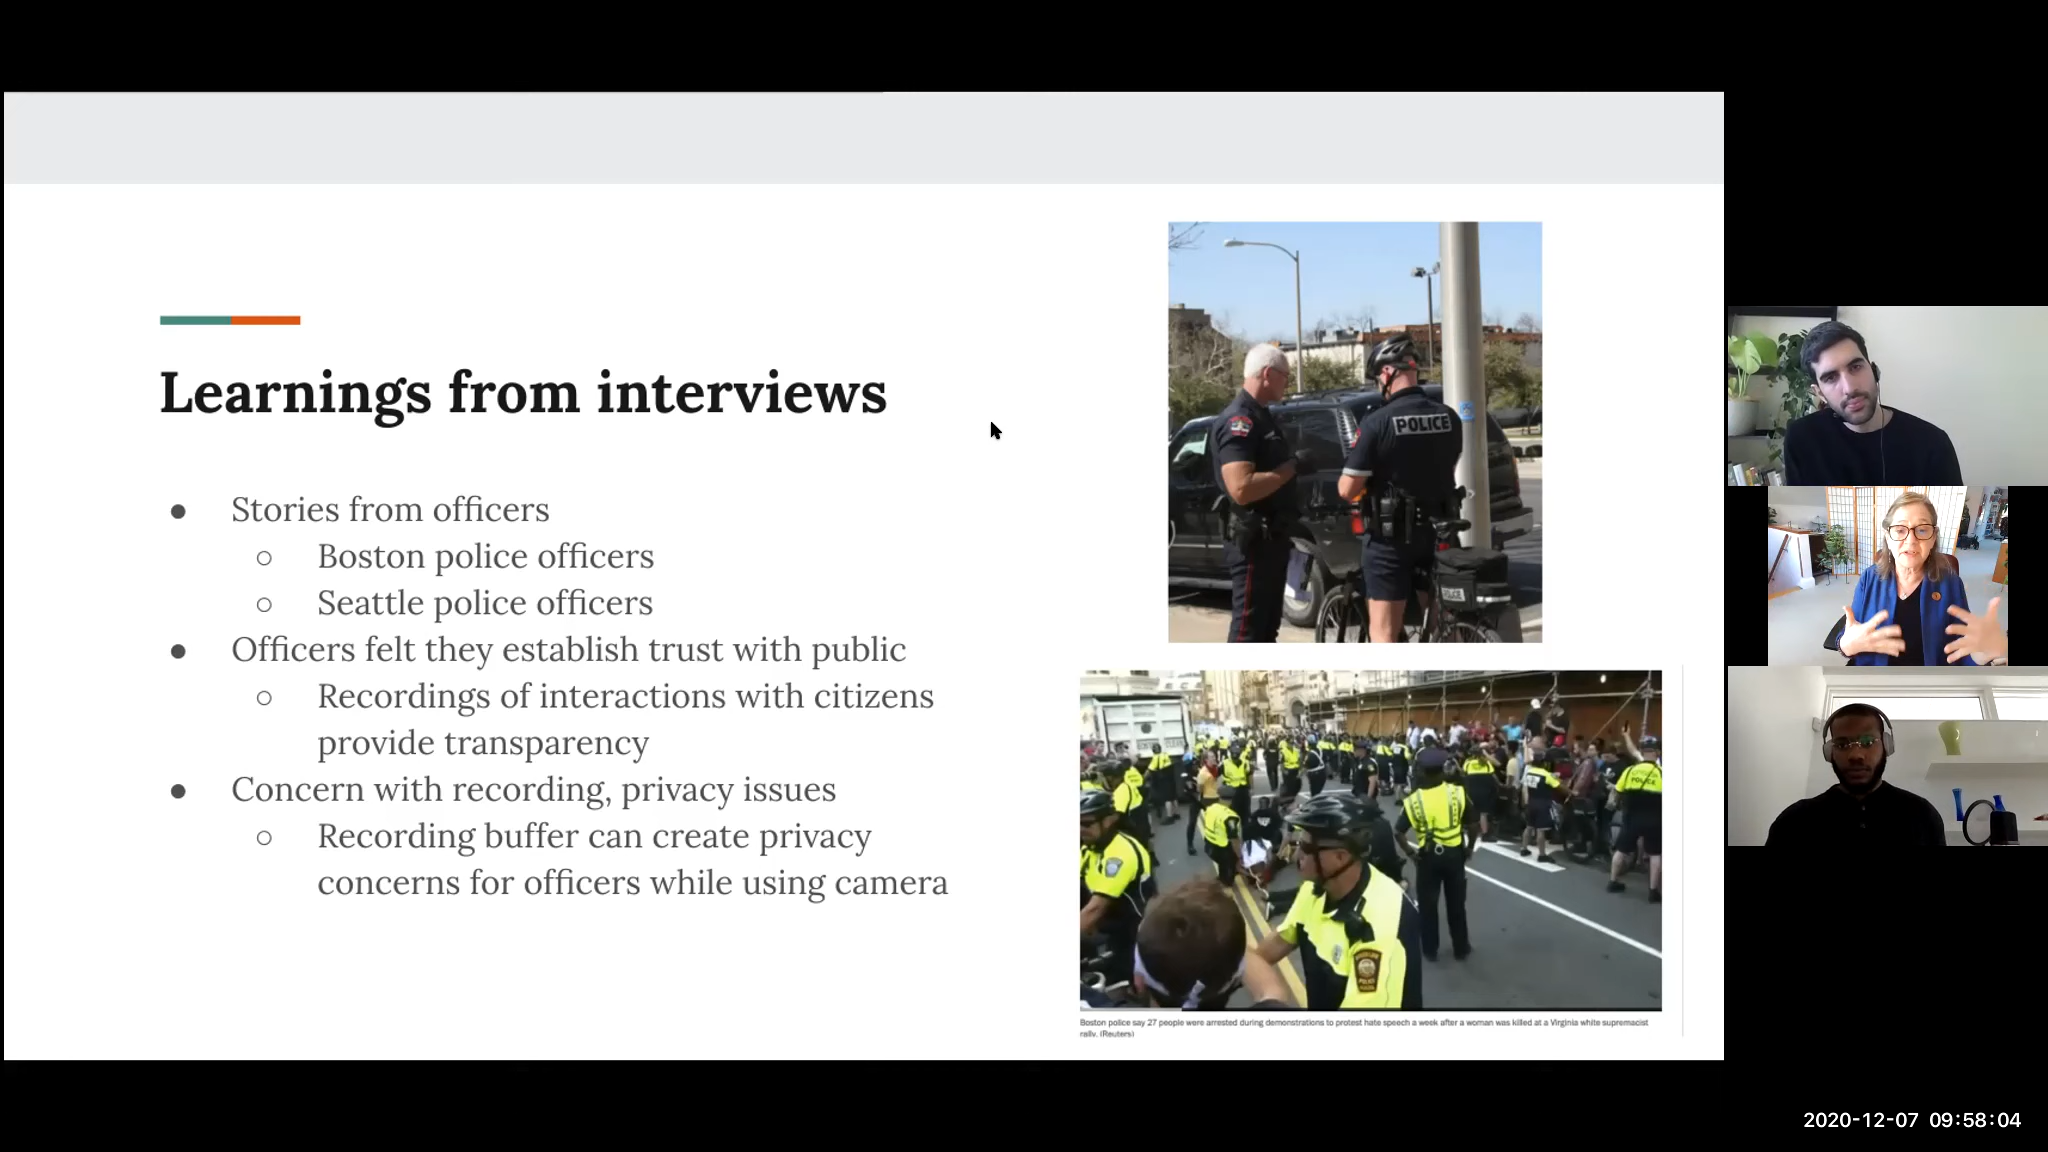 Learnings from interviews
● Stories from officers
○ Boston police officers
○ Seattle police officers
● Officers felt they establish trust with public
○ Recordings of interactions with citizens
provide transparency
● Concern with recording, privacy issues
○ Recording buffer can create privacy
concerns for officers while using camera
POLICE
POLICE
POLICE
Boston police say 27 people were arrested during demonstrations to protest hate speech a week after a woman was killed at a Virginia white supremacist
rally. (Reuters)
2020-12-07 09:58:04